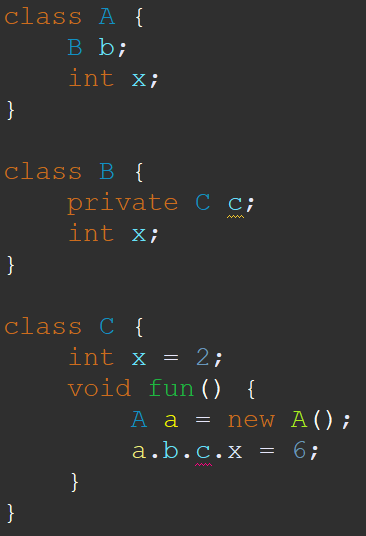 class A {
    B b;
    int x;
}

class B {
    private C c;
    int x;
}

class C {
    int x = 2;
    void fun() {
        A a = new A();
        a.b.c.x = 6;
    }
}